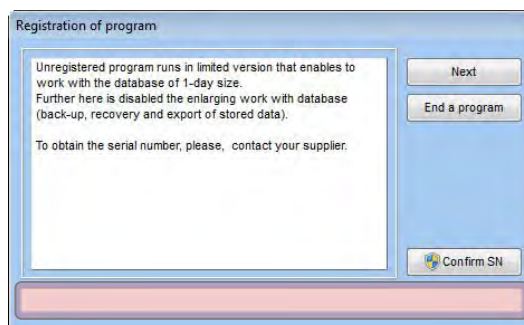 Registration of program
Unregistered program runs in limited version that enables to
work with the database of 1-day size.
Further here is disabled the enlarging work with database
(back-up, recovery and export of stored data).
To obtain the serial number, please, contact your supplier.
Next
End a program
Confirm SN